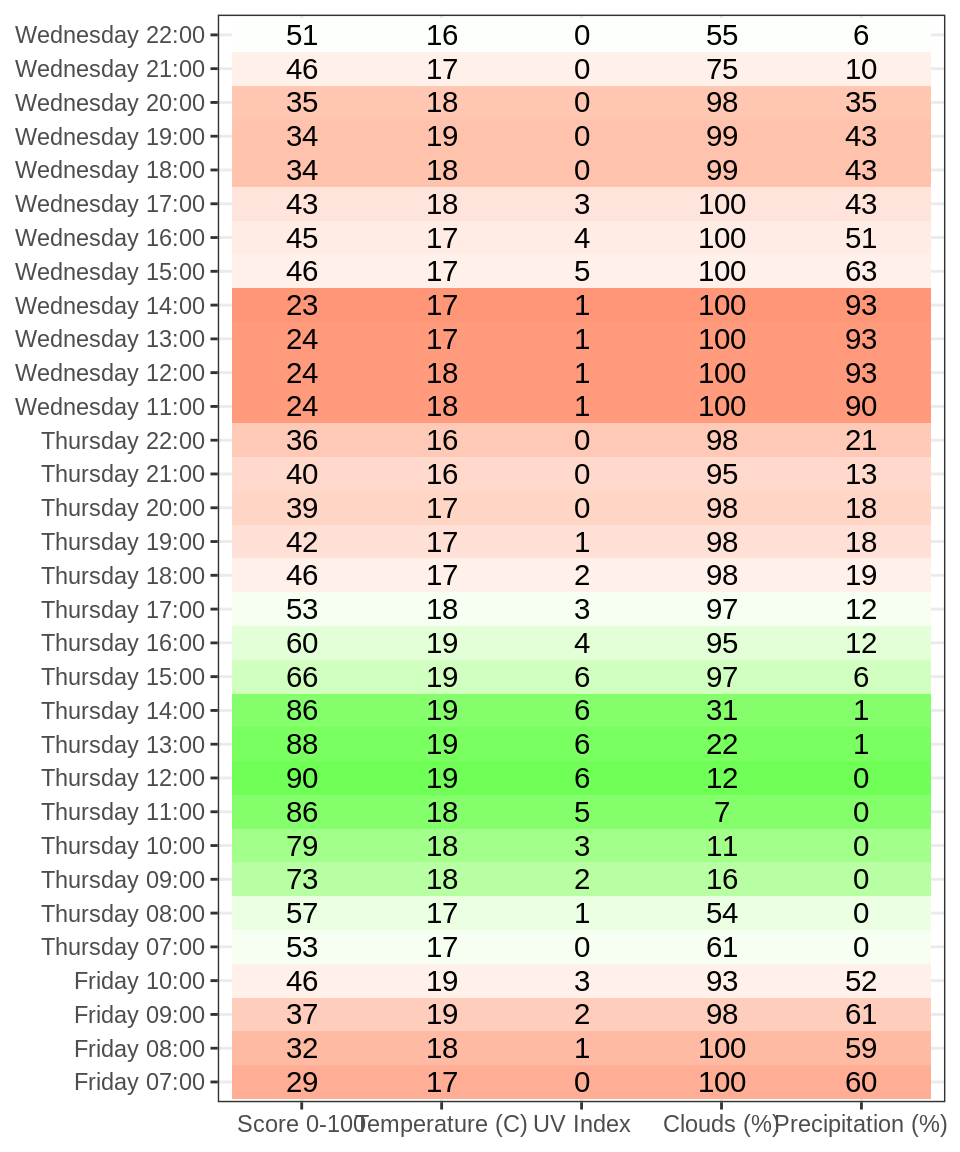 Wednesday 22:00 51 16 0 55 6
Wednesday 21:00 46 17 0 75 10
Wednesday 20:00 35 18 0 98 35
Wednesday 19:00 34 19 0 99 43
Wednesday 18:00 34 18 0 99 43
Wednesday 17:00 43 18 3 100 43
Wednesday 16:00 45 17 4 100 51
Wednesday 15:00 46 17 5 100 63
Wednesday 14:00 23 17 1 100 93
Wednesday 13:00 24 17 1 100 93
Wednesday 12:00 24 18 1 100 93
Wednesday 11:00 24 18 1 100 90
Thursday 22:00 36 16 0 98 21
Thursday 21:00 40 16 0 95 13
Thursday 20:00 39 17 0 98 18
Thursday 19:00 42 17 1 98 18
Thursday 18:00 46 17 2 98 19
Thursday 17:00 53 18 3 97 12
Thursday 16:00 60 19 4 95 12
Thursday 15:00 66 19 6 97 6
Thursday 14:00 86 19 6 31 1
Thursday 13:00 88 19 6 22 1
Thursday 12:00 90 19 6 12 0
Thursday 11:00 86 18 5 7 0
Thursday 10:00 79 18 3 11 0
Thursday 09:00 73 18 2 16 0
Thursday 08:00 57 17 1 54 0
Thursday 07:00 53 17 0 61 0
Friday 10:00 46 19 3 93 52
Friday 09:00 37 19 2 98 61
Friday 08:00 32 18 1 100 59
Friday 07:00 29 17 0 100 60
Score 0-100 Temperature (C) UV Index Clouds (%) Precipitation (%)